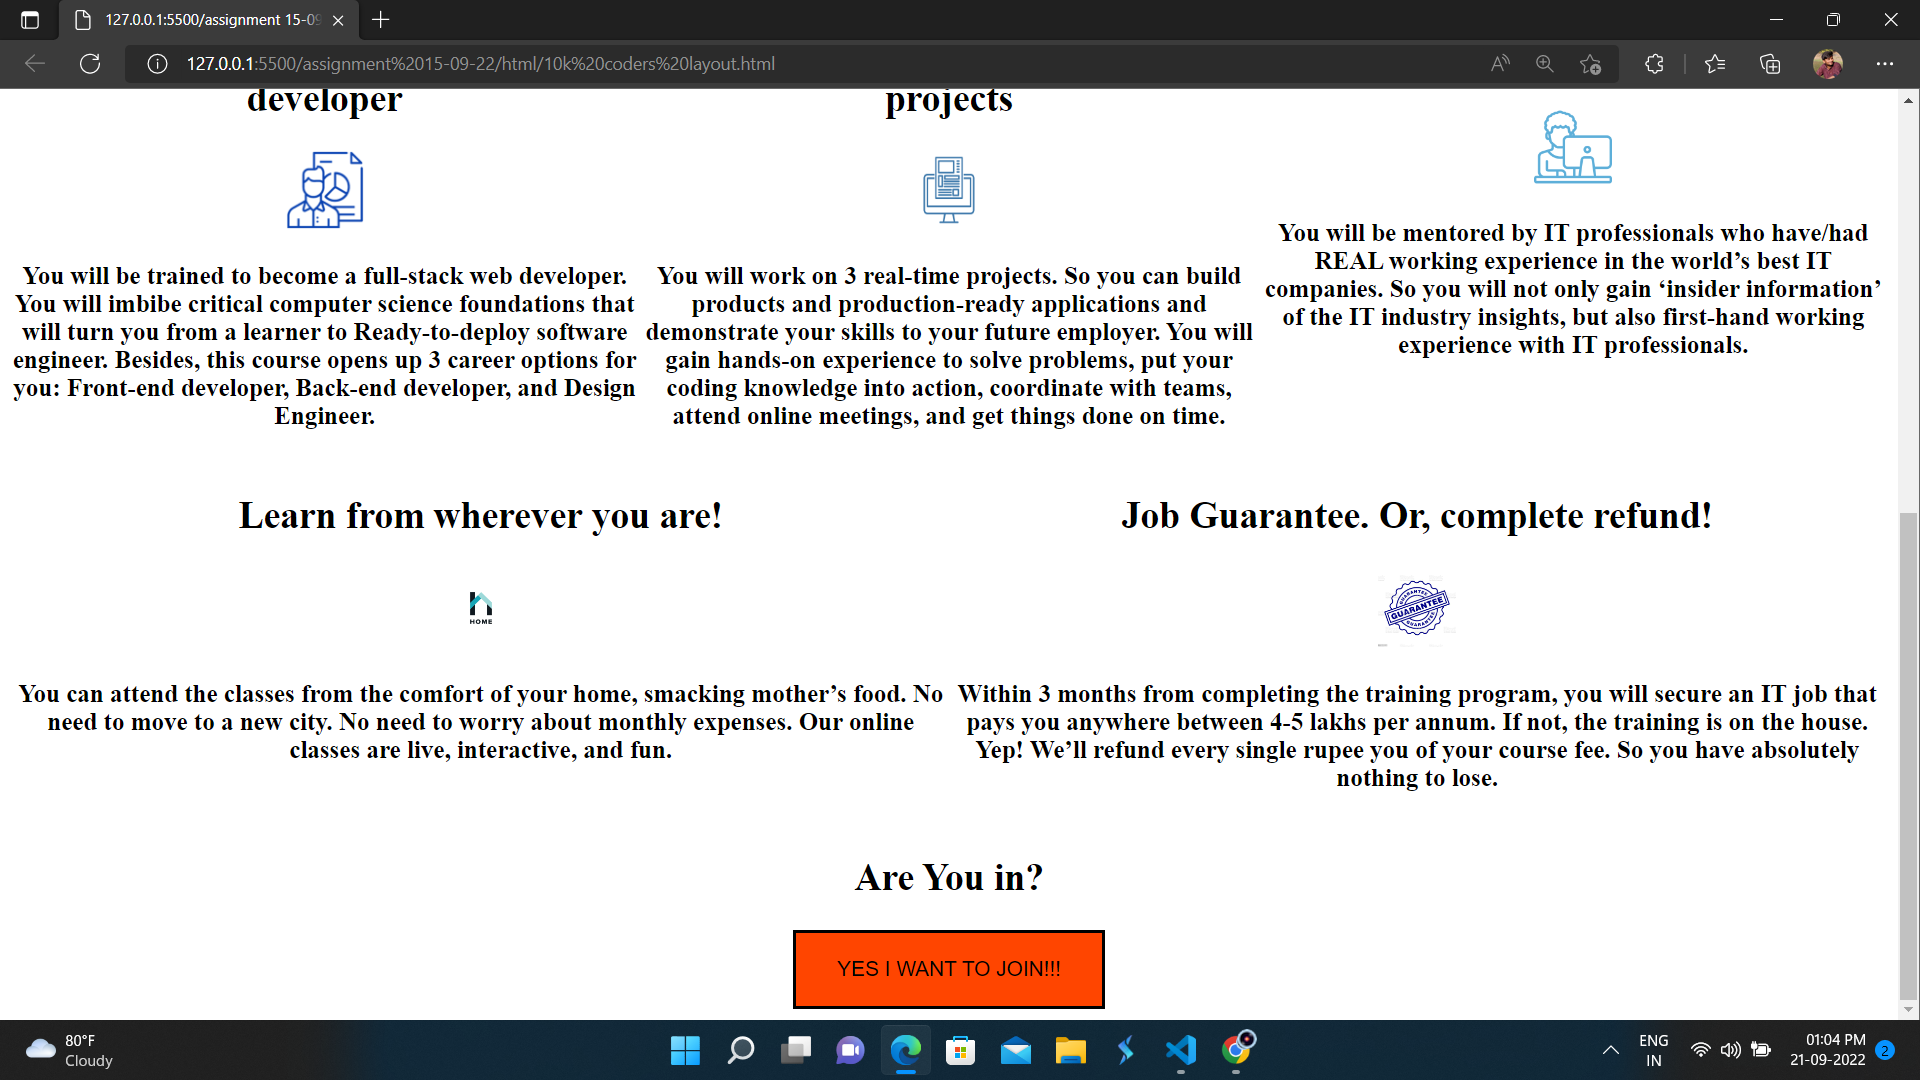 127.0.0.1:5500/assignment 15-09
127.0.0.1:5500/assignment%2015-09-22/html/10k%20coders%20layout.html
developer
You will be trained to become a full-stack web developer.
You will imbibe critical computer science foundations that
will turn you from a learner to Ready-to-deploy software
engineer. Besides, this course opens up 3 career options for
you: Front-end developer, Back-end developer, and Design
Engineer.
projects
You will work on 3 real-time projects. So you can build
products and production-ready applications and
demonstrate your skills to your future employer. You will
gain hands-on experience to solve problems, put your
coding knowledge into action, coordinate with teams,
attend online meetings, and get things done on time.
You will be mentored by IT professionals who have/had
REAL working experience in the world’s best IT
companies. So you will not only gain ‘insider information’
of the IT industry insights, but also first-hand working
experience with IT professionals.
Learn from wherever you are!
HOME
You can attend the classes from the comfort of your home, smacking mother’s food. No
need to move to a new city. No need to worry about monthly expenses. Our online
classes are live, interactive, and fun.
Job Guarantee. Or, complete refund!
GUARANTEE
GUARANTEE
GUARANTEE
Within 3 months from completing the training program, you will secure an IT job that
pays you anywhere between 4-5 lakhs per annum. If not, the training is on the house.
Yep! We’ll refund every single rupee you of your course fee. So you have absolutely
nothing to lose.
Are You in?
YES I WANT TO JOIN!!!
80°F
Cloudy
ENG
IN
01:04 PM
21-09-2022
2